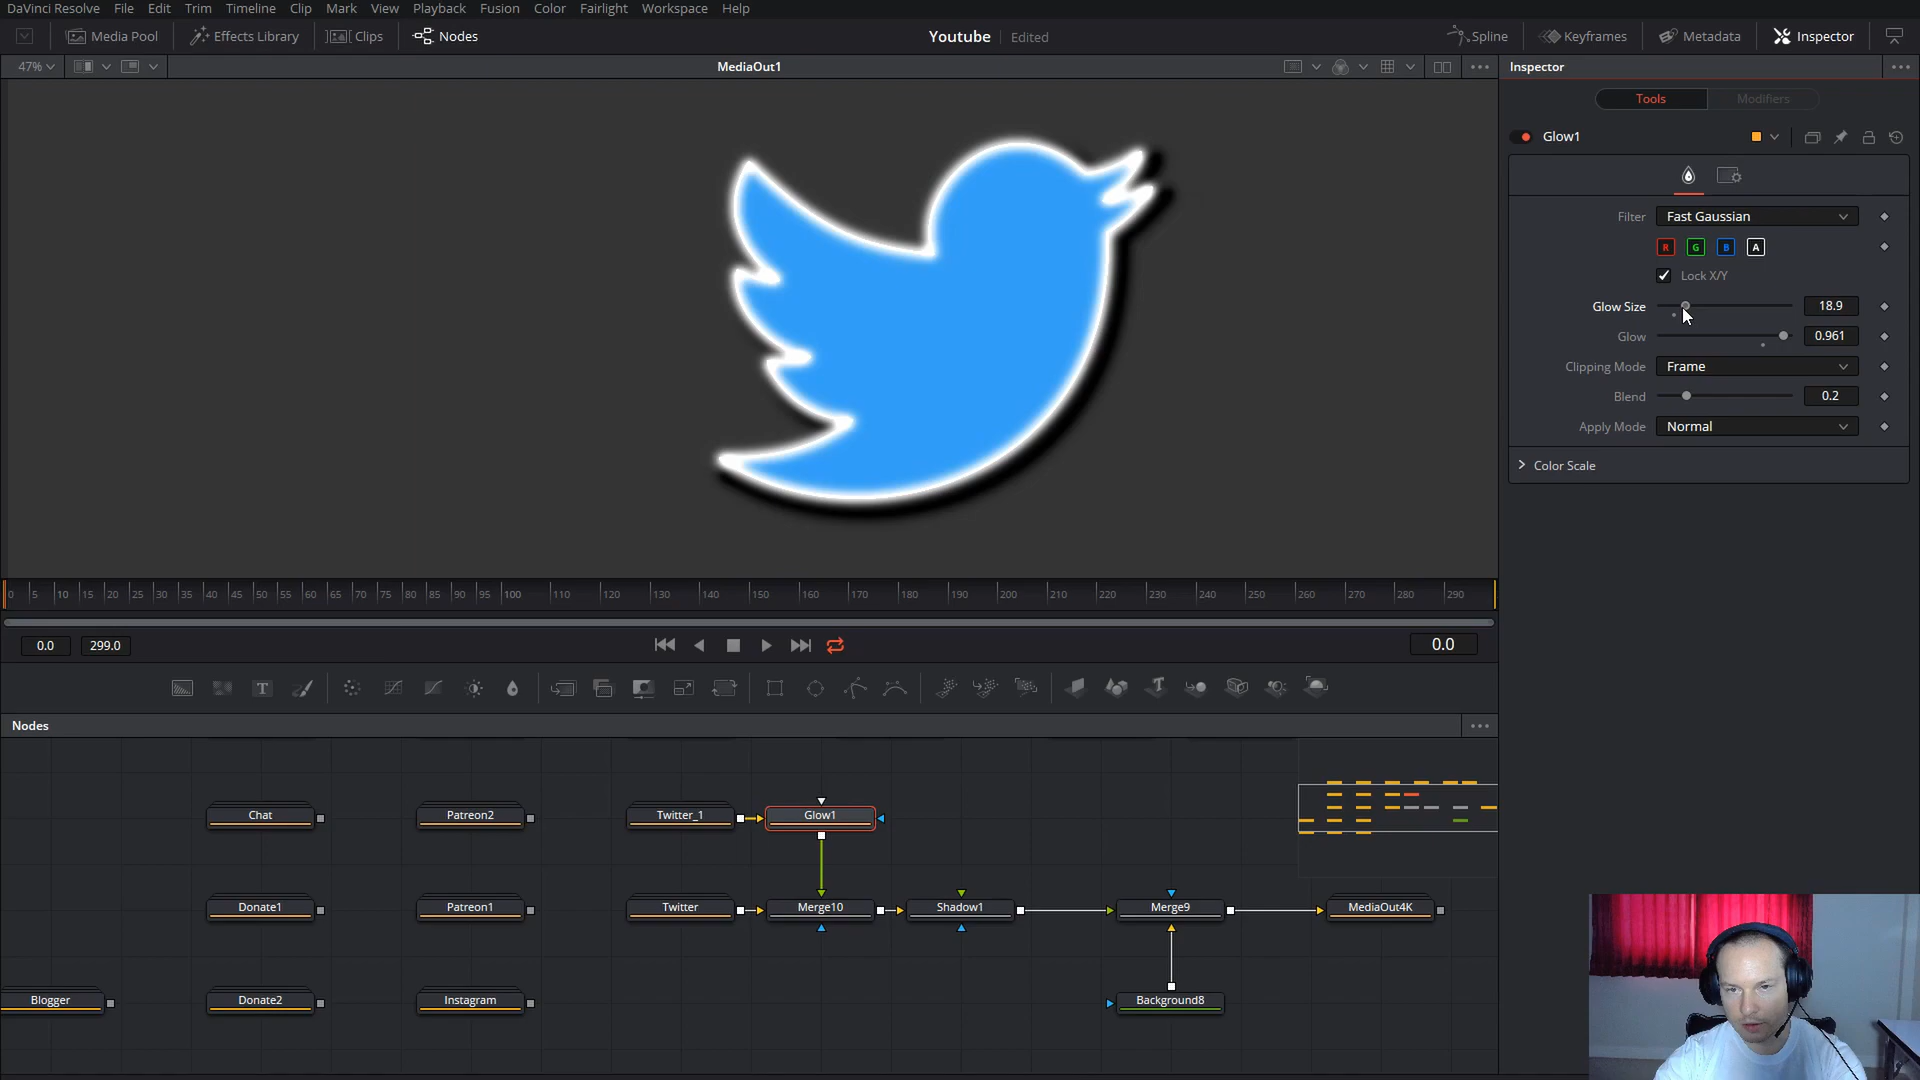 DaVinci Resolve File Edit Trim Timeline Clip Mark View Playback Fusion Color Fairlight Workspace Help
Media Pool Effects Library Clips Nodes Youtube Edited Spline Keyframes Metadata Inspector
47% MediaOut1 Inspector
Tools Modifiers
Glow1
Filter Fast Gaussian
R G B A
Lock X/Y
Glow Size 18.9
Glow 0.961
Clipping Mode Frame
Blend 0.2
Apply Mode Normal
Color Scale
0 5 10 15 20 25 30 35 40 45 50 55 60 65 70 75 80 85 90 95 100 110 120 130 140 150 160 170 180 190 200 210 220 230 240 250 260 270 280 290
0.0 299.0 0.0
T T
Nodes
Chat Patreon2 Twitter_1 Glow1
Donate1 Patreon1 Twitter Merge10 Shadow1 Merge9 MediaOut4K
Blogger Donate2 Instagram Background8